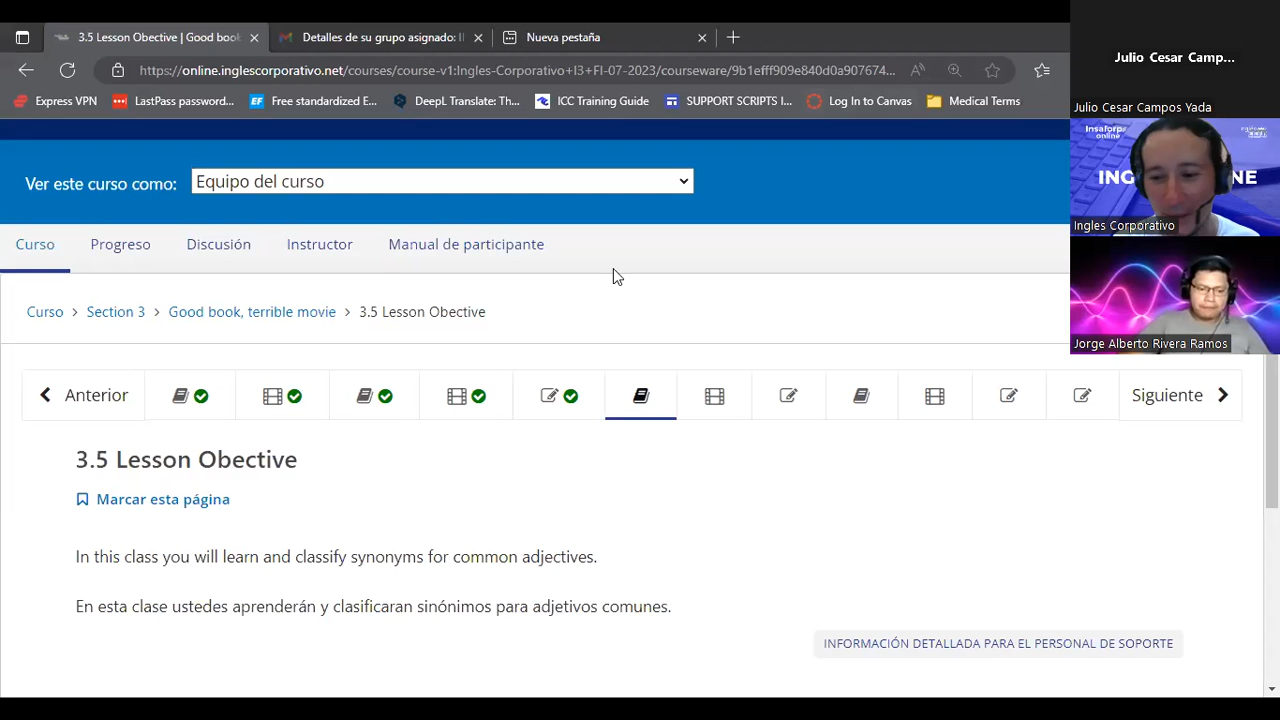 3.5 Lesson Obective | Good book
Detalles de su grupo asignado: I
Nueva pestaña
https://online.inglescorporativo.net/courses/course-v1:Ingles-Corporativo+I3+FI-07-2023/courseware/9b1efff909e840d0a907674...
Express VPN
LastPass password...
Free standardized E...
DeepL Translate: Th...
ICC Training Guide
SUPPORT SCRIPTS I...
Log In to Canvas
Medical Terms
Julio Cesar Camp...
Julio Cesar Campos Yada
Insaforp
online
Ingles Corporativo
Jorge Alberto Rivera Ramos
Ver este curso como:
Equipo del curso
Curso
Progreso
Discusión
Instructor
Manual de participante
Curso > Section 3 > Good book, terrible movie > 3.5 Lesson Obective
Anterior
Siguiente
3.5 Lesson Obective
Marcar esta página
In this class you will learn and classify synonyms for common adjectives.
En esta clase ustedes aprenderán y clasificaran sinónimos para adjetivos comunes.
INFORMACIÓN DETALLADA PARA EL PERSONAL DE SOPORTE